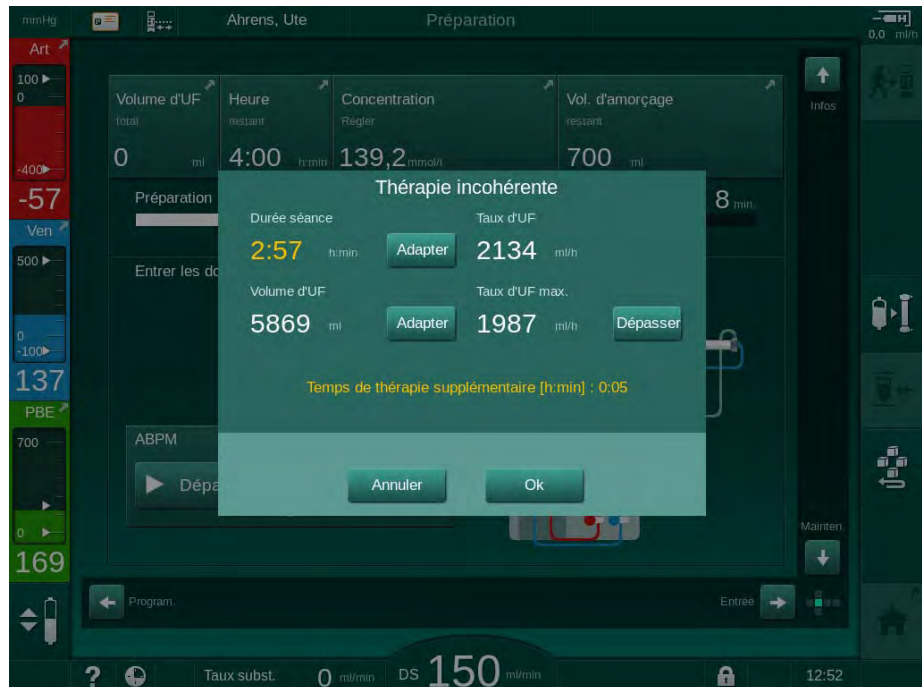 mmHg
Ahrens, Ute
Préparation
0,0 ml/h
Art
100
0
-400
-57
Ven
500
0
-100
137
PBE
700
0
169
Volume d'UF
total
0 ml
Heure
restant
4:00 h:min
Concentration
Régler
139,2 mmol/l
Vol. d'amorçage
restant
700 ml
Infos
Préparation
8 min.
Entrer les do
Thérapie incohérente
Durée séance
2:57 h:min
Adapter
Taux d'UF
2134 ml/h
Volume d'UF
5869 ml
Adapter
Taux d'UF max.
1987 ml/h
Dépasser
Temps de thérapie supplémentaire [h:min] : 0:05
Annuler
Ok
ABPM
Dépa
Mainten.
Program.
Entrée
?
Taux subst. 0 ml/min
DS 150 ml/min
12:52